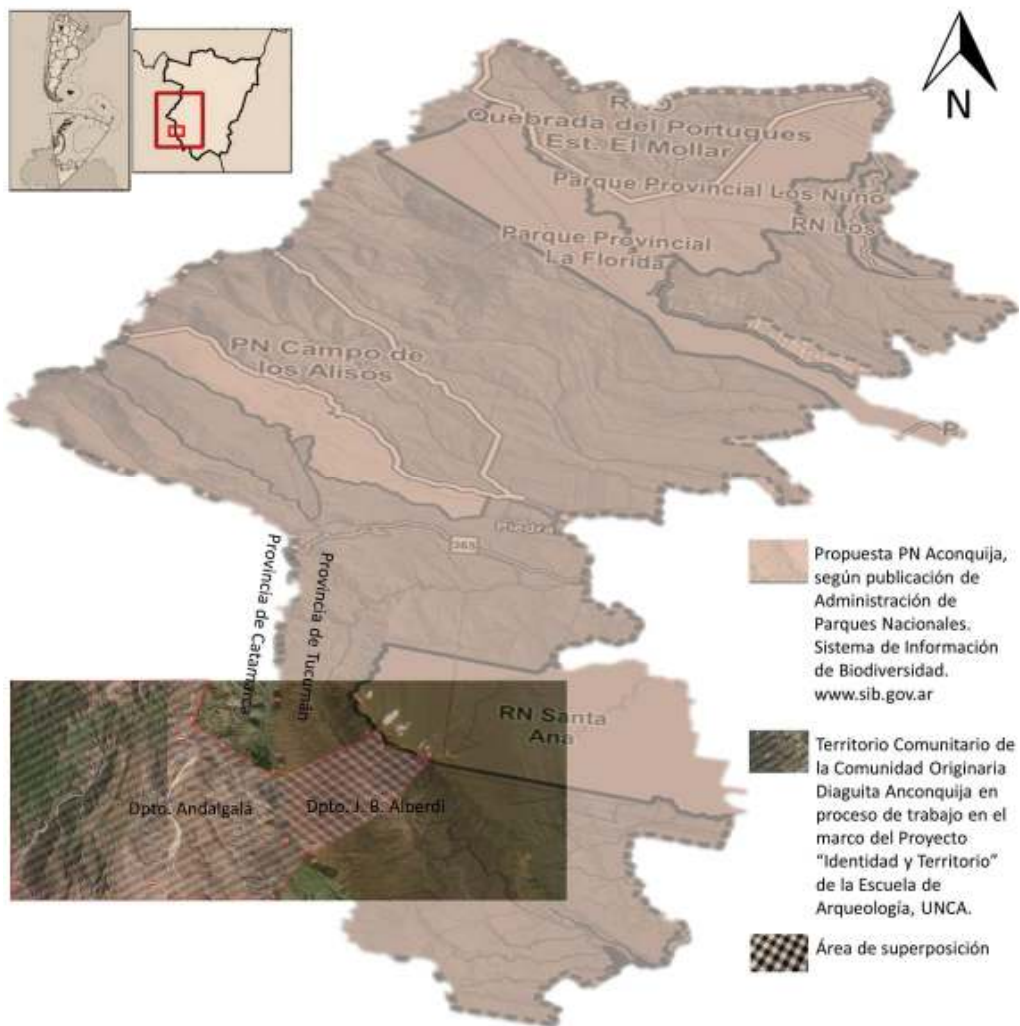 N
RND
Quebrada del Portugues
Est. El Mollar
Parque Provincial Los Ñuño
RN Los
Parque Provincial
La Florida
PN Campo de
los Alisos
P
Piedra
365
Provincia de Catamarca
Provincia de Tucumán
RN Santa
Ana
Dpto. Andalgalá
Dpto. J. B. Alberdi
Propuesta PN Aconquija,
según publicación de
Administración de
Parques Nacionales.
Sistema de Información
de Biodiversidad.
www.sib.gov.ar
Territorio Comunitario de
la Comunidad Originaria
Diaguita Anconquija en
proceso de trabajo en el
marco del Proyecto
“Identidad y Territorio”
de la Escuela de
Arqueología, UNCA.
Área de superposición